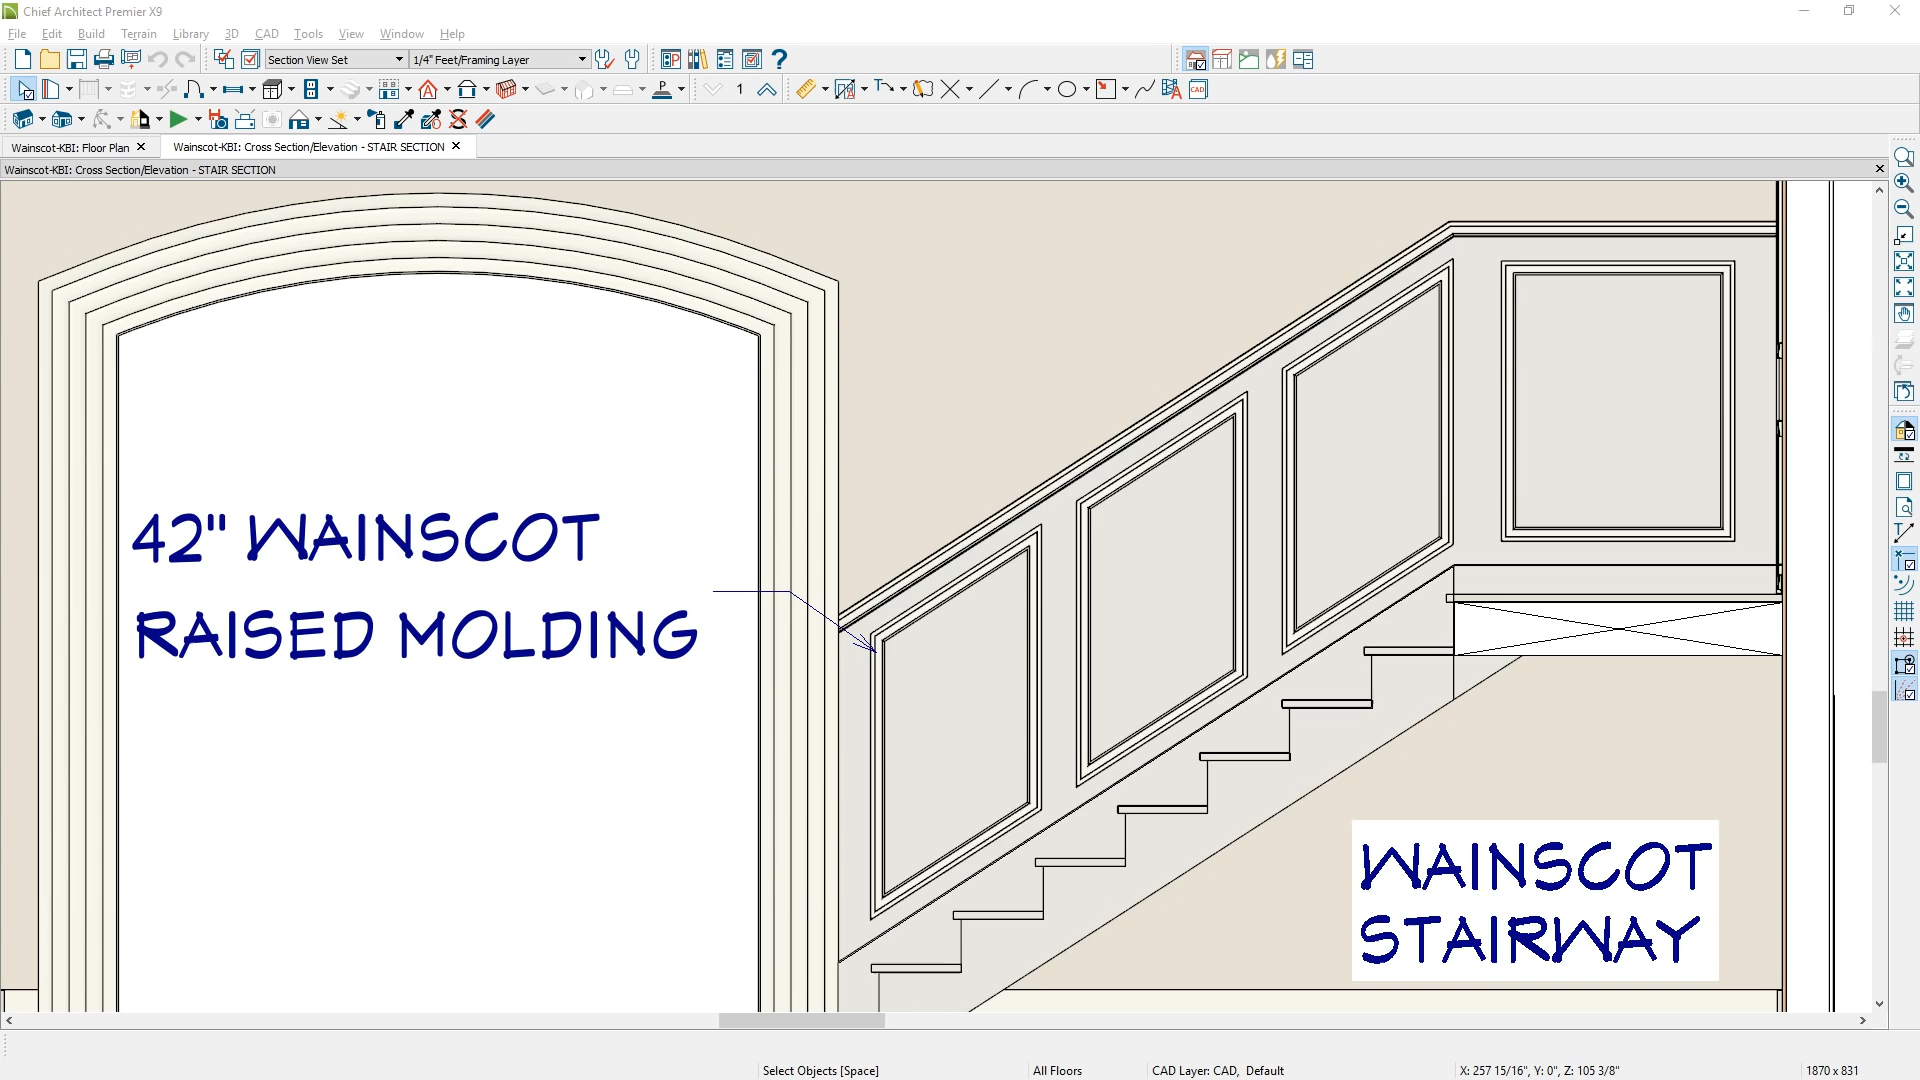 Chief Architect Premier X9
File Edit Build Terrain Library 3D CAD Tools View Window Help
Section View Set 1/4" Feet/Framing Layer
1
CAD
Wainscot-KBI: Floor Plan Wainscot-KBI: Cross Section/Elevation - STAIR SECTION
Wainscot-KBI: Cross Section/Elevation - STAIR SECTION
42" WAINSCOT
RAISED MOLDING
WAINSCOT
STAIRWAY
Select Objects [Space] All Floors CAD Layer: CAD, Default X: 257 15/16", Y: 0", Z: 105 3/8" 1870 x 831